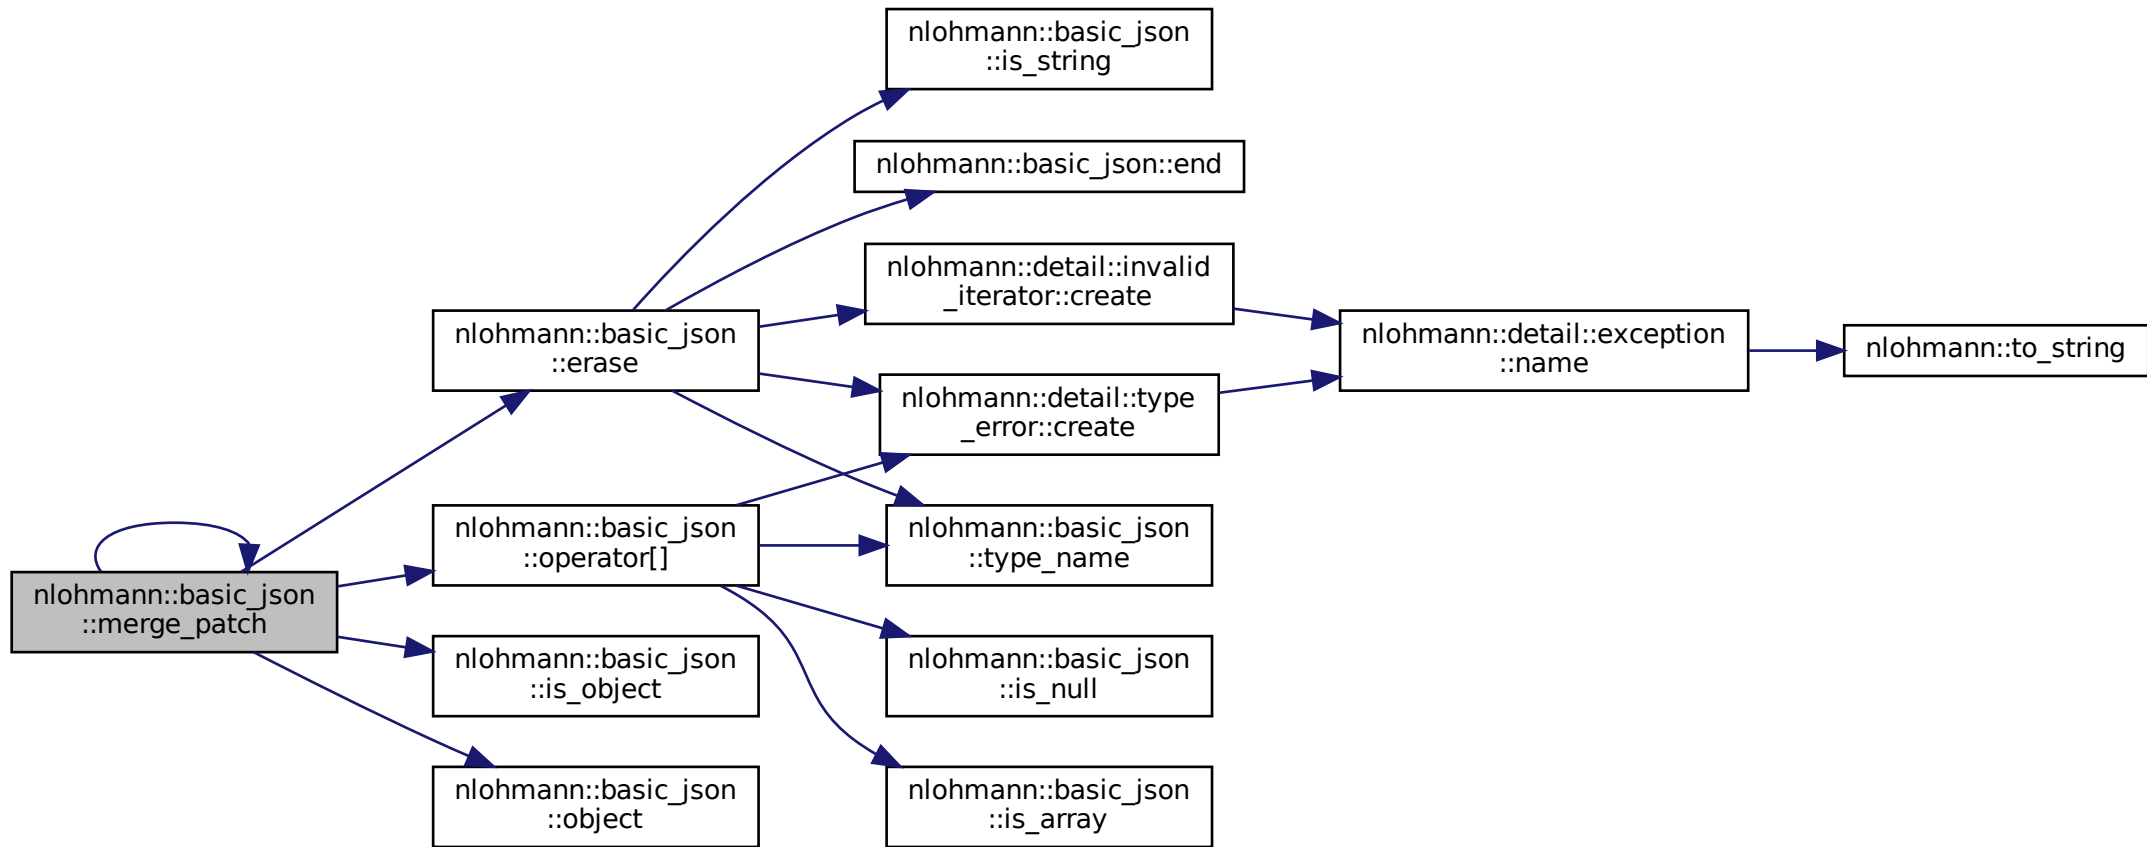 nlohmann::basic_json
::merge_patch
nlohmann::basic_json
::erase
nlohmann::basic_json
::is_string
nlohmann::basic_json::end
nlohmann::detail::invalid
_iterator::create
nlohmann::detail::exception
::name
nlohmann::to_string
nlohmann::detail::type
_error::create
nlohmann::basic_json
::type_name
nlohmann::basic_json
::operator[]
nlohmann::basic_json
::is_null
nlohmann::basic_json
::is_array
nlohmann::basic_json
::is_object
nlohmann::basic_json
::object